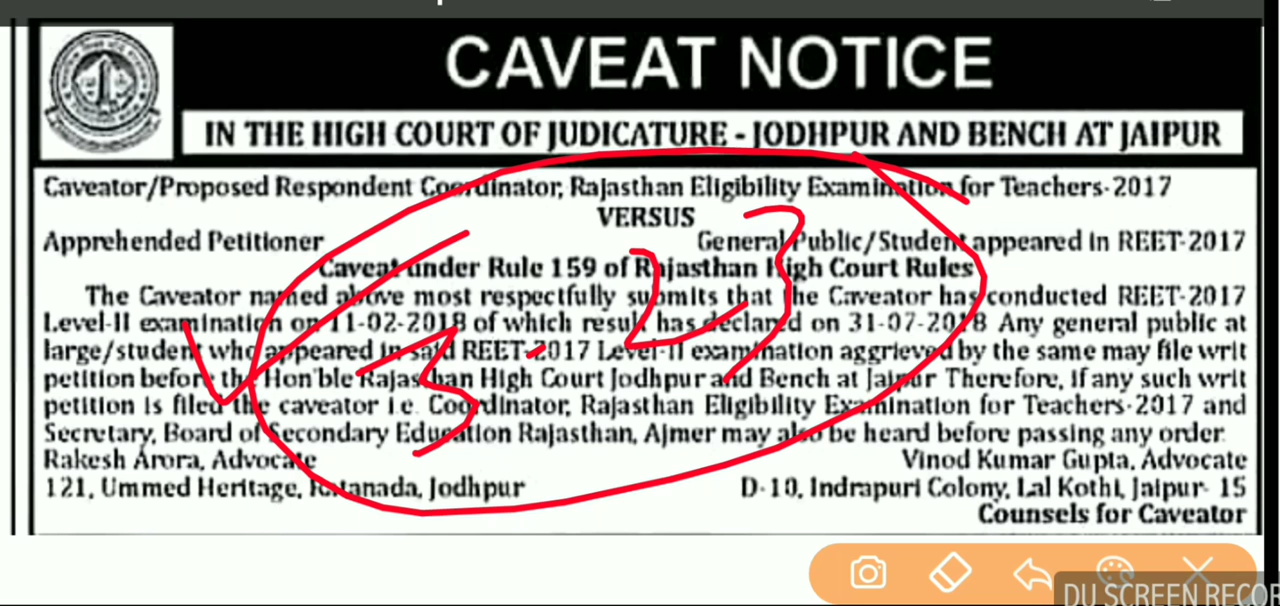 CAVEAT NOTICE
IN THE HIGH COURT OF JUDICATURE - JODHPUR AND BENCH AT JAIPUR
Caveator/Proposed Respondent Coordinator, Rajasthan Eligibility Examination for Teachers-2017
VERSUS
Apprehended Petitioner General Public/Student appeared in REET-2017
Caveat under Rule 159 of Rajasthan High Court Rules
The Caveator named above most respectfully submits that the Caveator has conducted REET-2017
Level-II examination on 11-02-2018 of which result has declared on 31-07-2018 Any general public at
large/student who appeared in said REET-2017 Level-II examination aggrieved by the same may file writ
petition before the Hon'ble Rajasthan High Court Jodhpur and Bench at Jaipur Therefore, if any such writ
petition is filed the caveator i.e. Coordinator, Rajasthan Eligibility Examination for Teachers-2017 and
Secretary, Board of Secondary Education Rajasthan, Ajmer may also be heard before passing any order.
Rakesh Arora, Advocate Vinod Kumar Gupta, Advocate
121, Ummed Heritage, Ratanada, Jodhpur D-10, Indrapuri Colony, Lal Kothi, Jaipur- 15
Counsels for Caveator
DU SCREEN RECOR